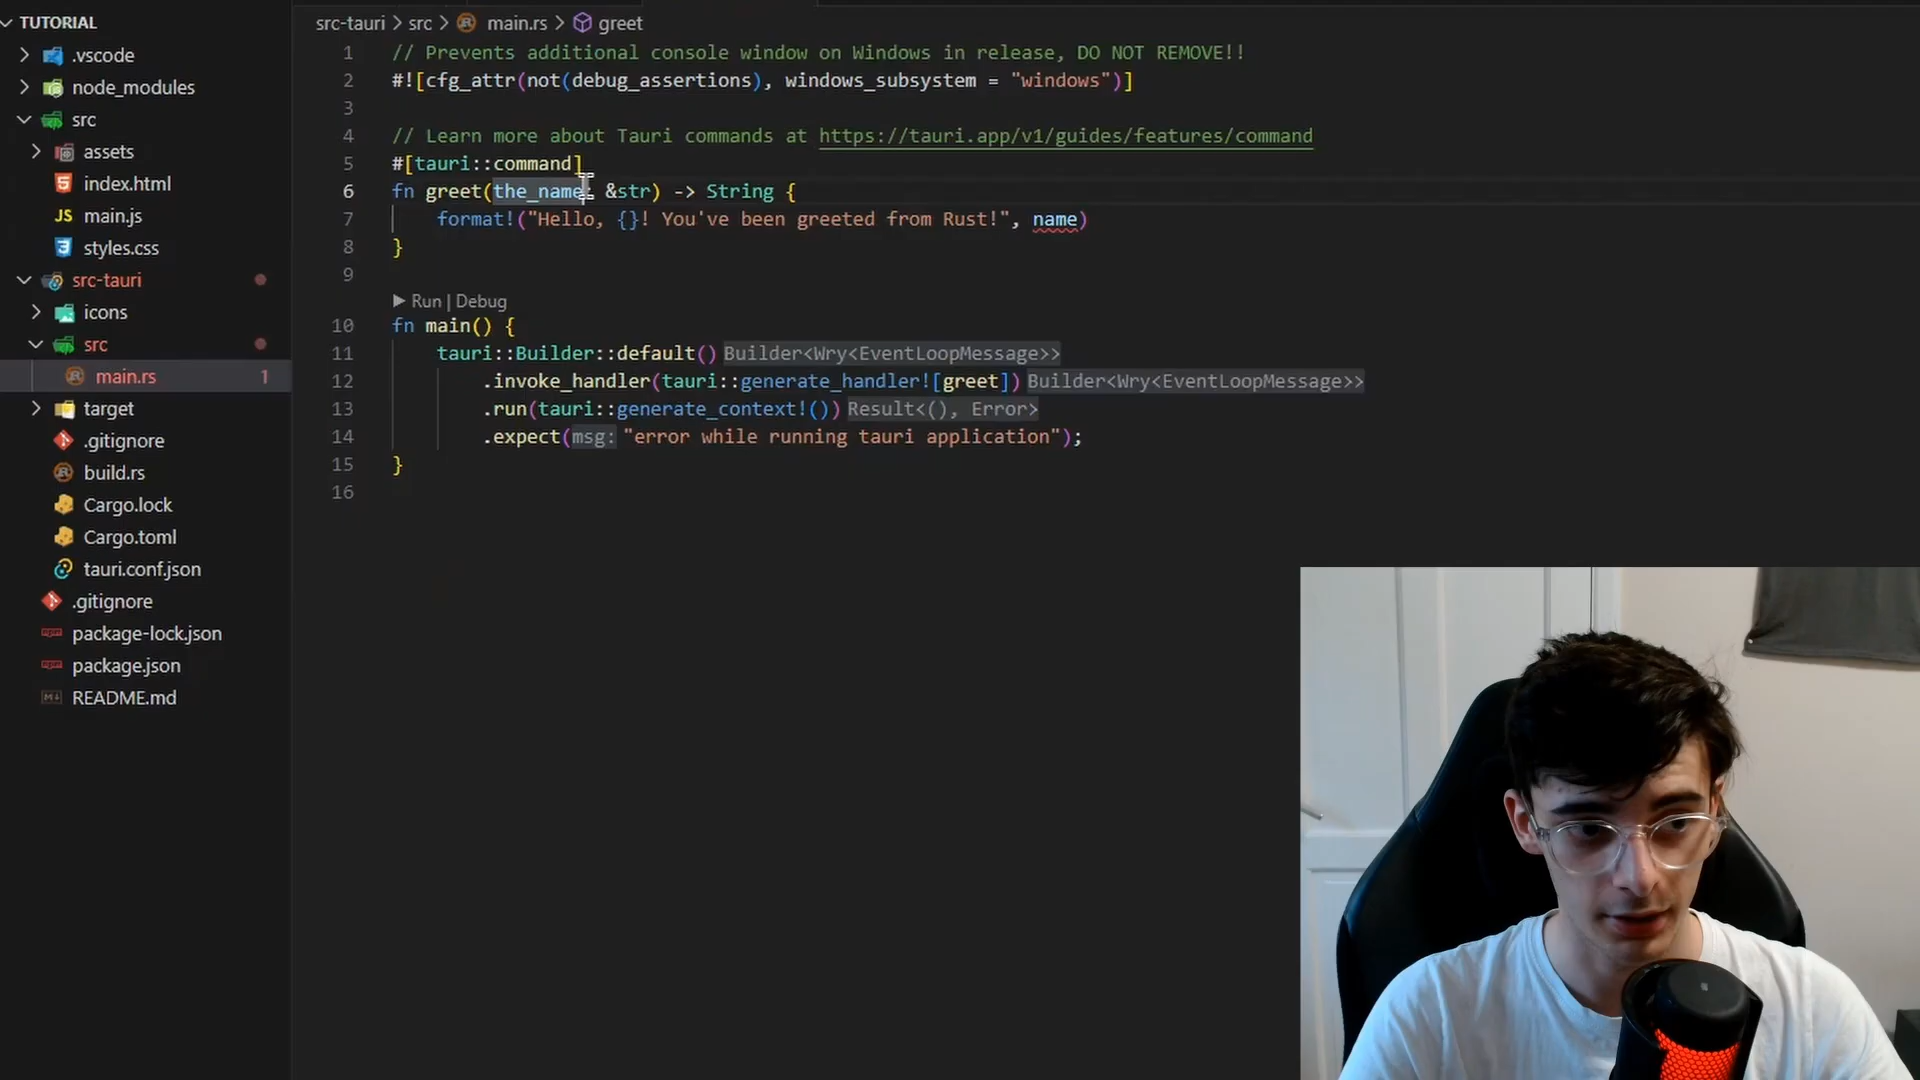 TUTORIAL
.vscode
node_modules
src
assets
index.html
JS main.js
styles.css
src-tauri
icons
src
main.rs 1
target
.gitignore
build.rs
Cargo.lock
Cargo.toml
tauri.conf.json
.gitignore
package-lock.json
package.json
README.md
src-tauri > src > main.rs > greet
1 // Prevents additional console window on Windows in release, DO NOT REMOVE!!
2 #![cfg_attr(not(debug_assertions), windows_subsystem = "windows")]
3
4 // Learn more about Tauri commands at https://tauri.app/v1/guides/features/command
5 #[tauri::command]
6 fn greet(the_name: &str) -> String {
7 format!("Hello, {}! You've been greeted from Rust!", name)
8 }
9
Run | Debug
10 fn main() {
11 tauri::Builder::default() Builder<Wry<EventLoopMessage>>
12 .invoke_handler(tauri::generate_handler![greet]) Builder<Wry<EventLoopMessage>>
13 .run(tauri::generate_context!()) Result<(), Error>
14 .expect(msg: "error while running tauri application");
15 }
16